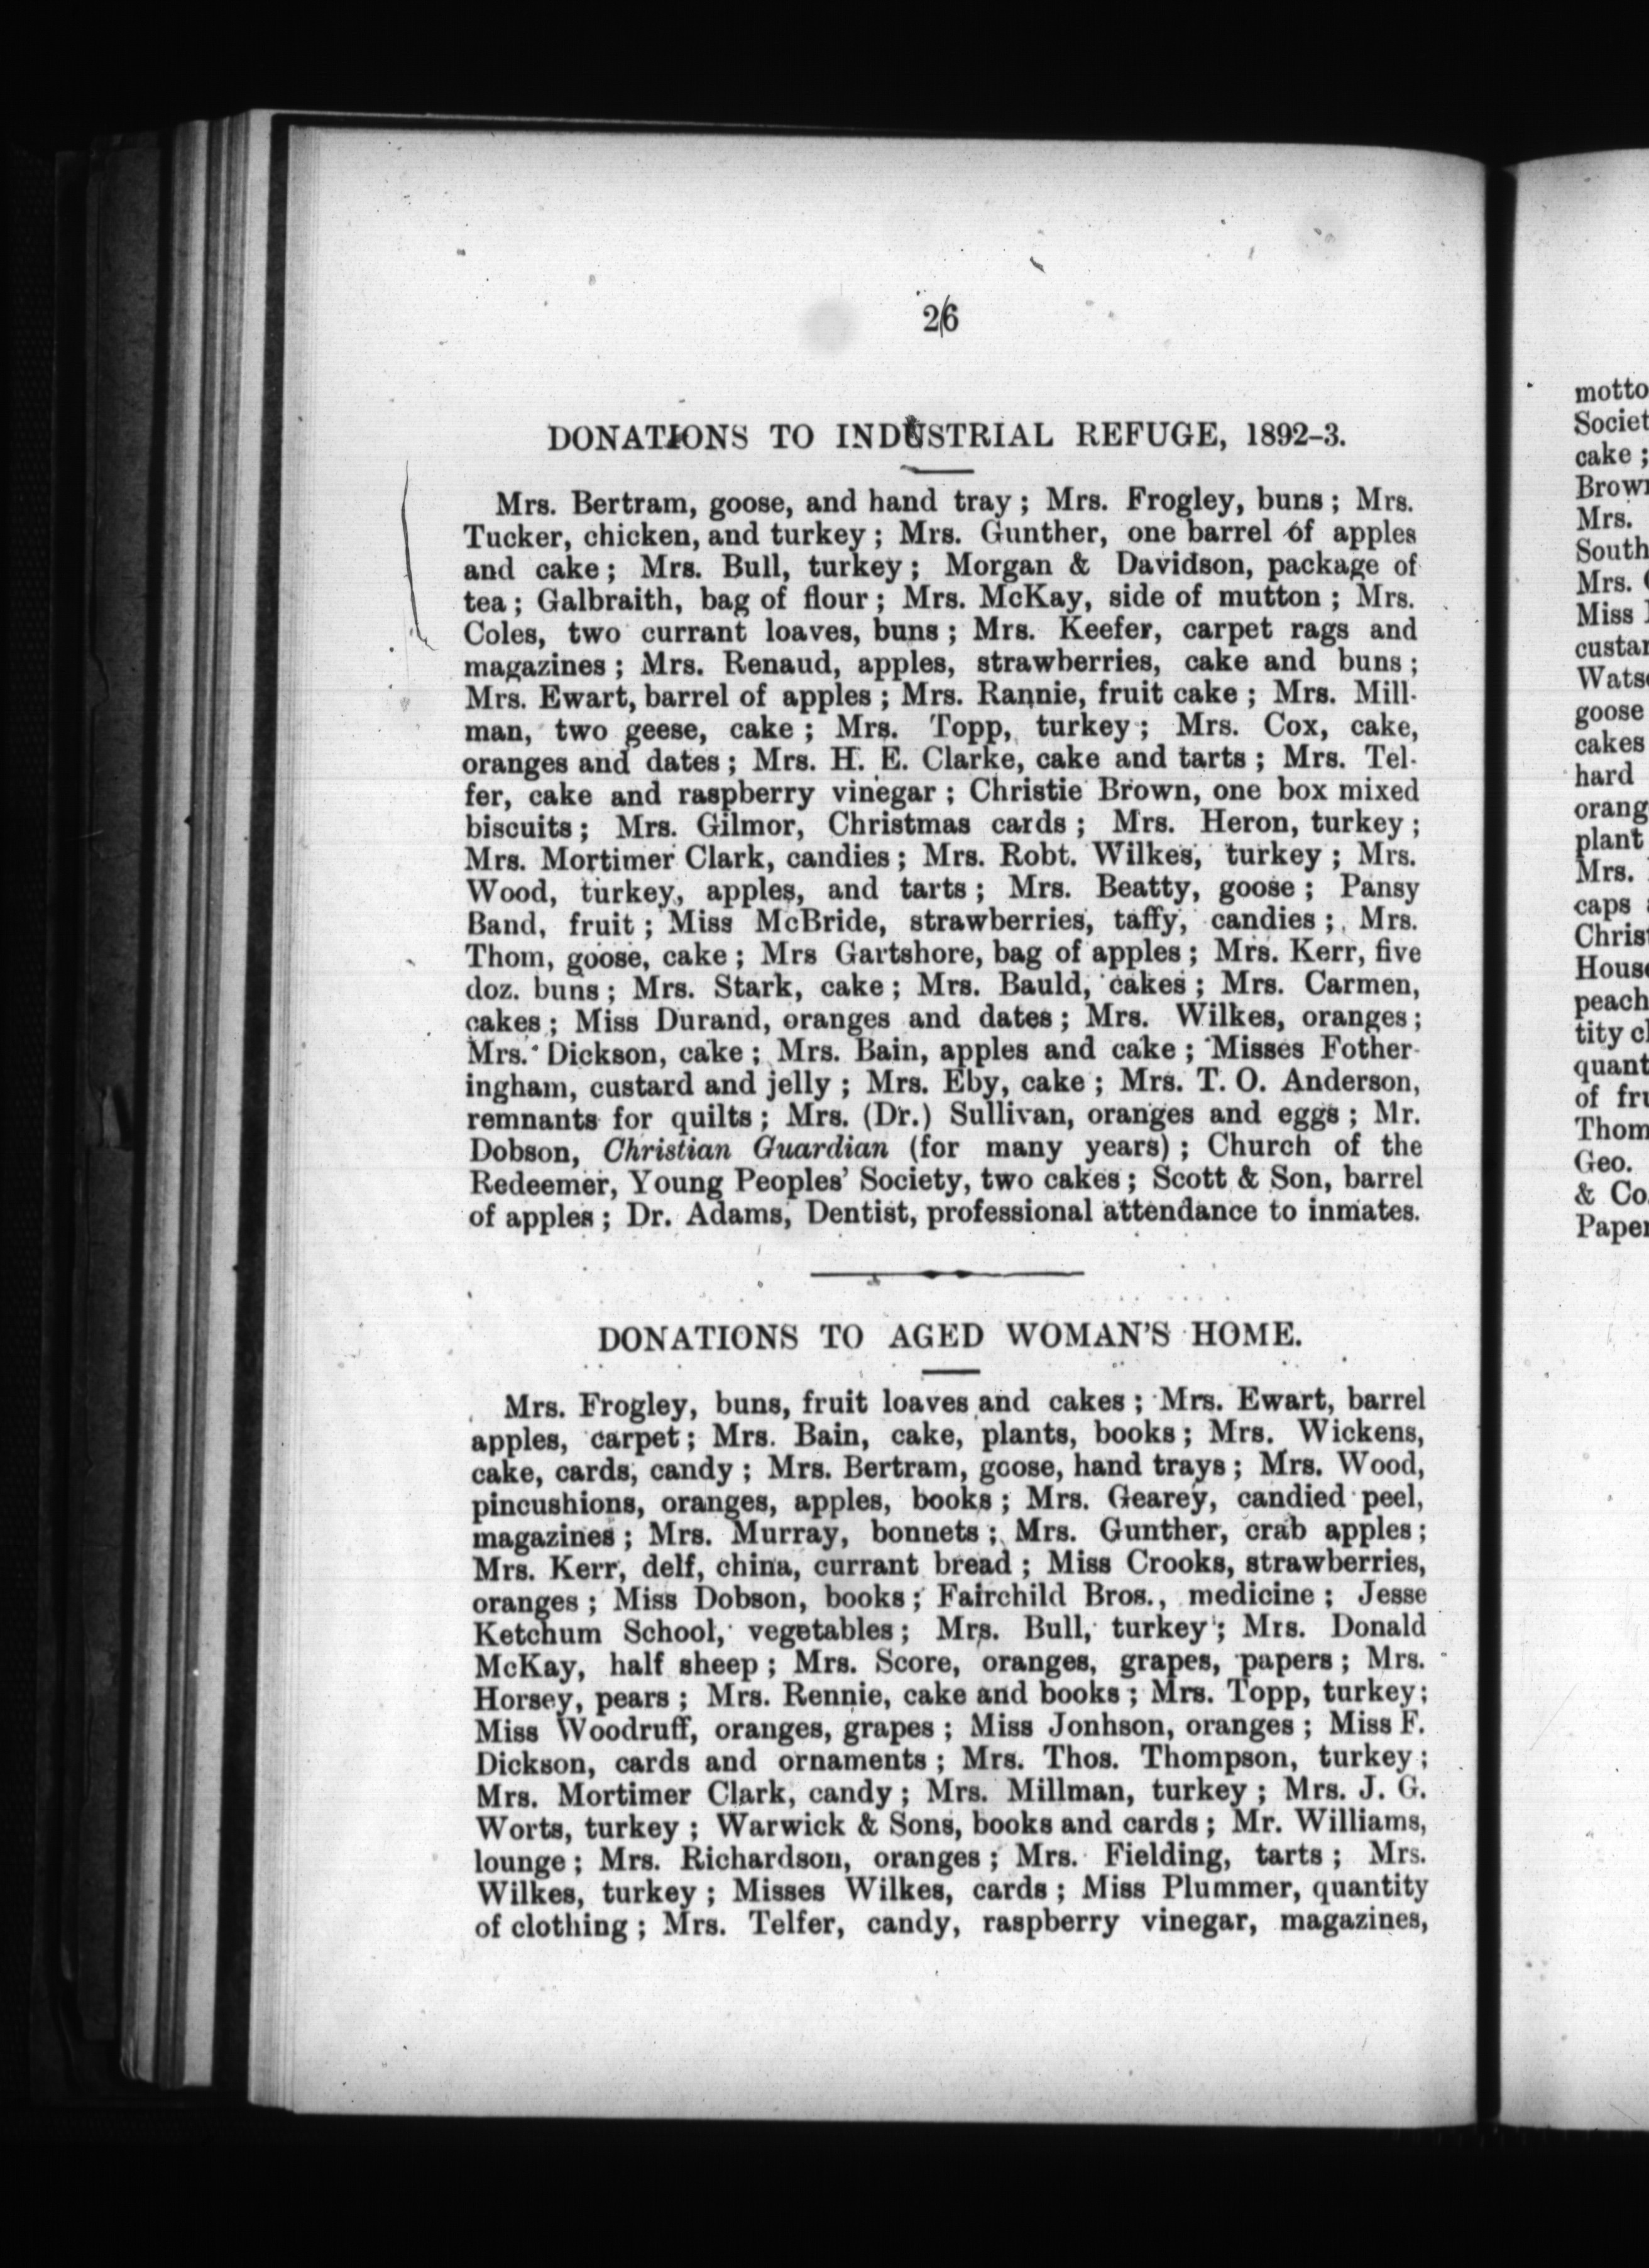 26
DONATIONS TO INDUSTRIAL REFUGE, 1892-3.
Mrs. Bertram, goose, and hand tray ; Mrs. Frogley, buns ; Mrs.
Tucker, chicken, and turkey ; Mrs. Gunther, one barrel of apples
and cake ; Mrs. Bull, turkey ; Morgan & Davidson, package of
tea ; Galbraith, bag of flour ; Mrs. McKay, side of mutton ; Mrs.
Coles, two currant loaves, buns ; Mrs. Keefer, carpet rags and
magazines ; Mrs. Renaud, apples, strawberries, cake and buns ;
Mrs. Ewart, barrel of apples ; Mrs. Rannie, fruit cake ; Mrs. Mill-
man, two geese, cake ; Mrs. Topp, turkey ; Mrs. Cox, cake,
oranges and dates ; Mrs. H. E. Clarke, cake and tarts ; Mrs. Tel-
fer, cake and raspberry vinegar ; Christie Brown, one box mixed
biscuits ; Mrs. Gilmor, Christmas cards ; Mrs. Heron, turkey ;
Mrs. Mortimer Clark, candies ; Mrs. Robt. Wilkes, turkey ; Mrs.
Wood, turkey, apples, and tarts ; Mrs. Beatty, goose ; Pansy
Band, fruit ; Miss McBride, strawberries, taffy, candies ; Mrs.
Thom, goose, cake ; Mrs Gartshore, bag of apples ; Mrs. Kerr, five
doz. buns ; Mrs. Stark, cake ; Mrs. Bauld, cakes ; Mrs. Carmen,
cakes ; Miss Durand, oranges and dates ; Mrs. Wilkes, oranges ;
Mrs. Dickson, cake ; Mrs. Bain, apples and cake ; Misses Fother-
ingham, custard and jelly ; Mrs. Eby, cake ; Mrs. T. O. Anderson,
remnants for quilts ; Mrs. (Dr.) Sullivan, oranges and eggs ; Mr.
Dobson, Christian Guardian (for many years) ; Church of the
Redeemer, Young Peoples' Society, two cakes ; Scott & Son, barrel
of apples ; Dr. Adams, Dentist, professional attendance to inmates.
DONATIONS TO AGED WOMAN'S HOME.
Mrs. Frogley, buns, fruit loaves and cakes ; Mrs. Ewart, barrel
apples, carpet ; Mrs. Bain, cake, plants, books ; Mrs. Wickens,
cake, cards, candy ; Mrs. Bertram, goose, hand trays ; Mrs. Wood,
pincushions, oranges, apples, books ; Mrs. Gearey, candied peel,
magazines ; Mrs. Murray, bonnets ; Mrs. Gunther, crab apples ;
Mrs. Kerr, delf, china, currant bread ; Miss Crooks, strawberries,
oranges ; Miss Dobson, books ; Fairchild Bros., medicine ; Jesse
Ketchum School, vegetables ; Mrs. Bull, turkey ; Mrs. Donald
McKay, half sheep ; Mrs. Score, oranges, grapes, papers ; Mrs.
Horsey, pears ; Mrs. Rennie, cake and books ; Mrs. Topp, turkey ;
Miss Woodruff, oranges, grapes ; Miss Jonhson, oranges ; Miss F.
Dickson, cards and ornaments ; Mrs. Thos. Thompson, turkey ;
Mrs. Mortimer Clark, candy ; Mrs. Millman, turkey ; Mrs. J. G.
Worts, turkey ; Warwick & Sons, books and cards ; Mr. Williams,
lounge ; Mrs. Richardson, oranges ; Mrs. Fielding, tarts ; Mrs.
Wilkes, turkey ; Misses Wilkes, cards ; Miss Plummer, quantity
of clothing ; Mrs. Telfer, candy, raspberry vinegar, magazines,
motto
cake ;
Mrs.
South
Mrs.
Miss
goose
cakes
hard
plant
Mrs.
caps
of
Geo.
& Co